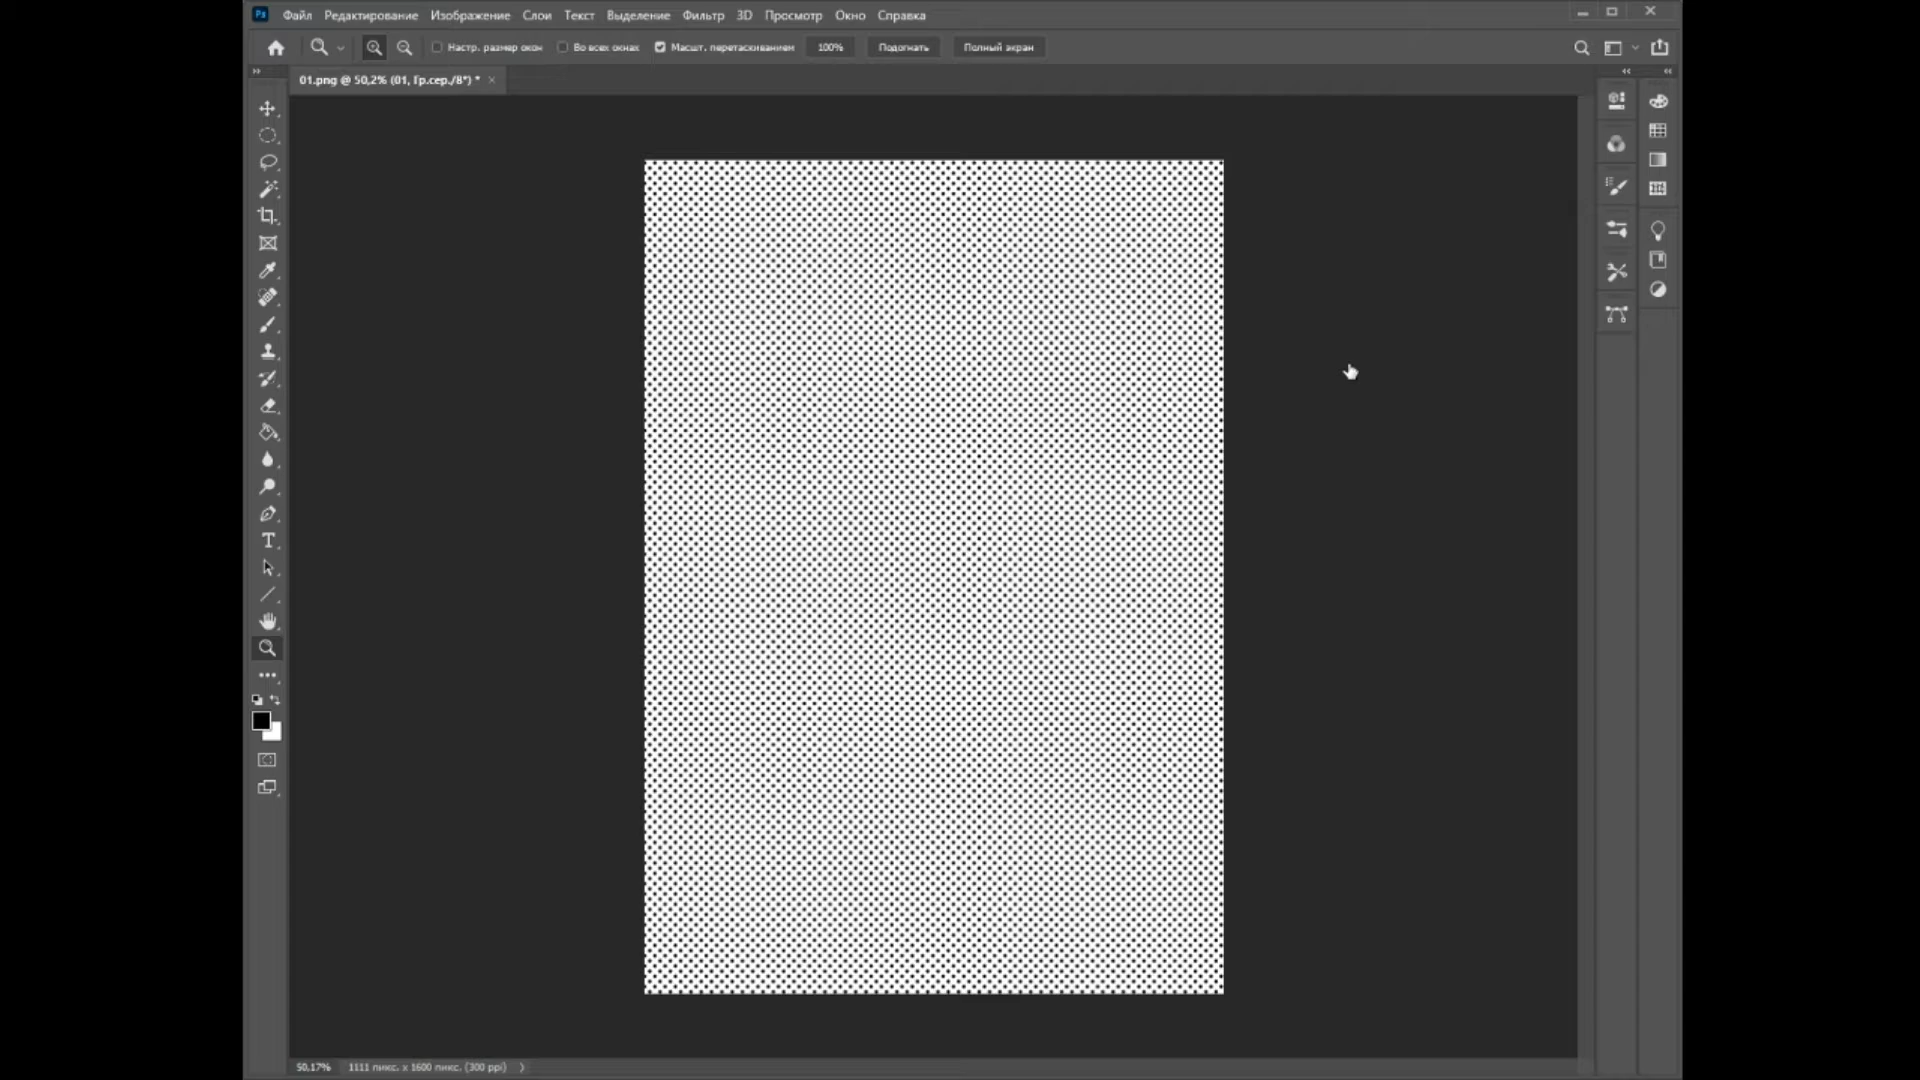 Ps Файл Редактирование Изображение Слои Текст Выделение Фильтр 3D Просмотр Окно Справка
Настр. размер окон Во всех окнах Масшт. перетаскиванием 100% Подогнать Полный экран
01.png @ 50,2% (01, Гр.сер./8*) * ×
T
50,17% 1111 пикс. x 1600 пикс. (300 ppi)